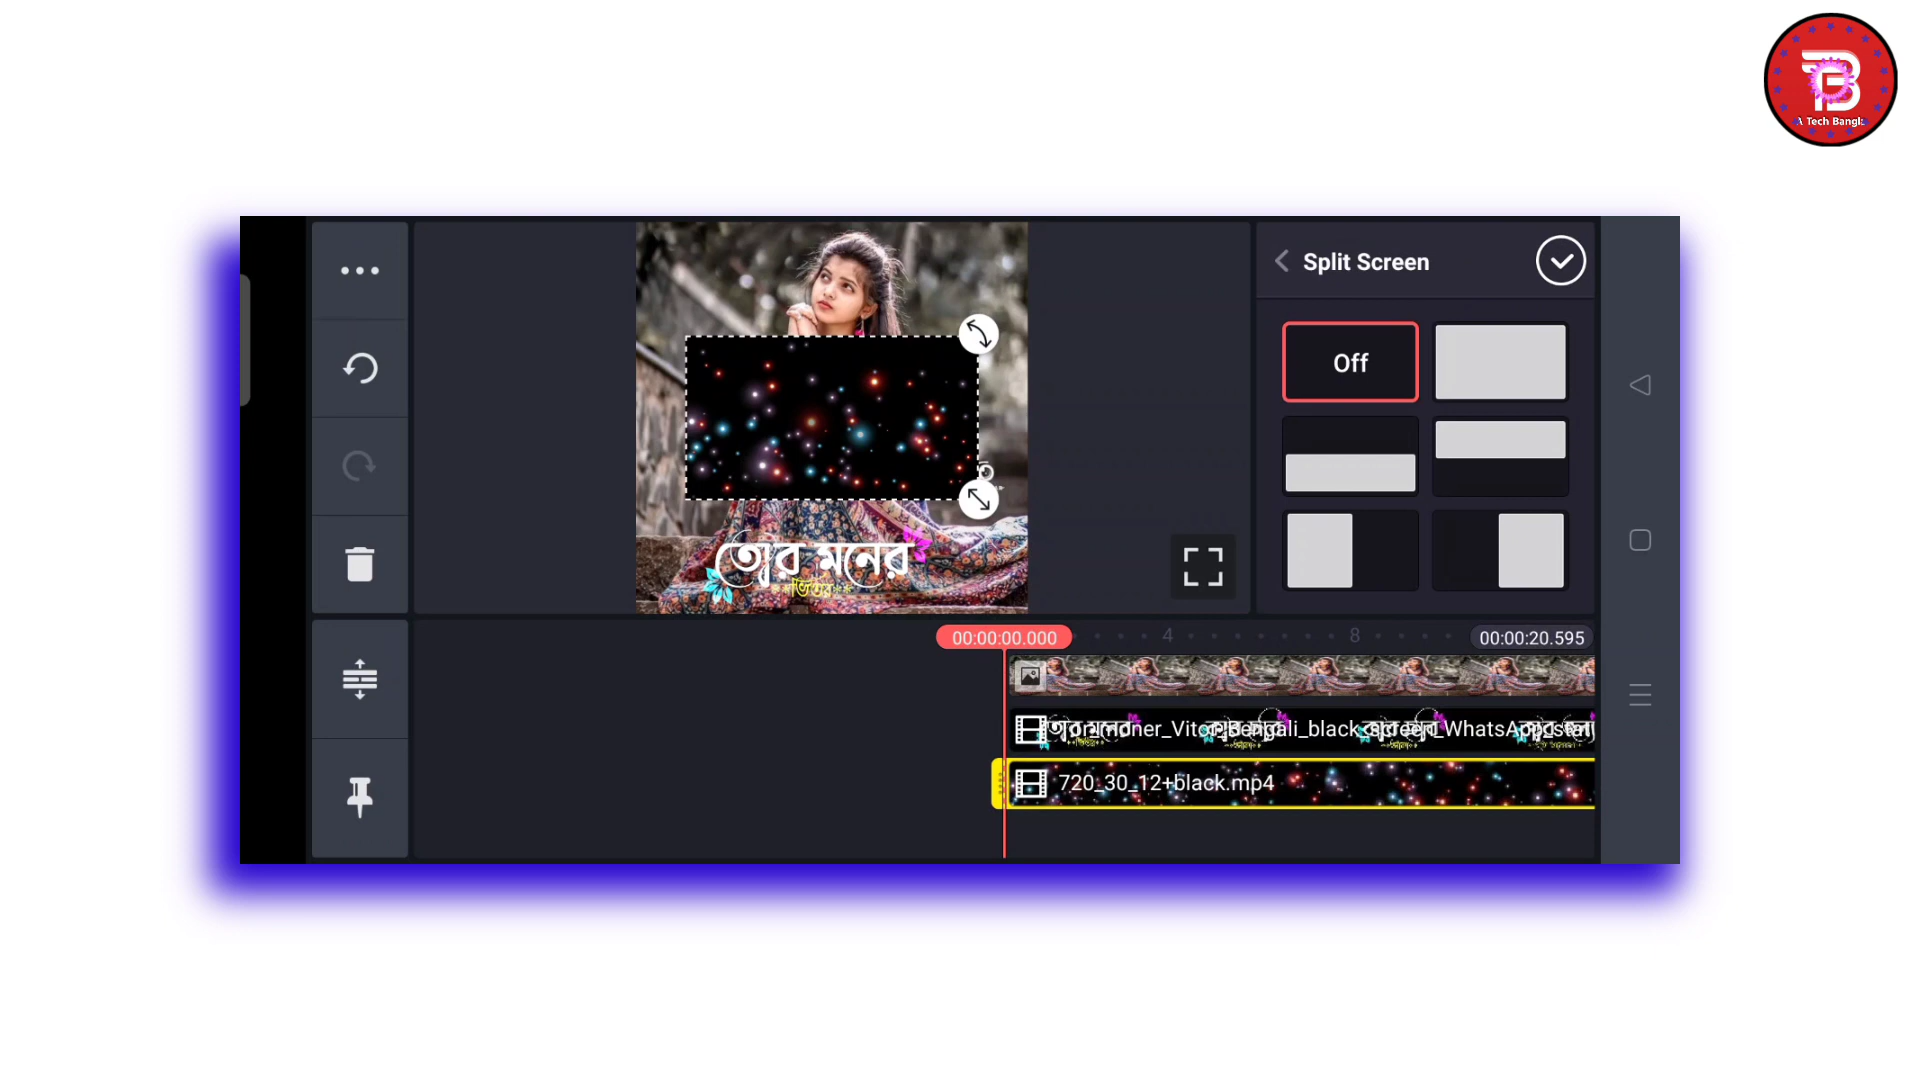 A Tech Bangla
Split Screen
Off
তোর মনের
ভিতর
00:00:00.000
4
8
00:00:20.595
720_30_12+black.mp4